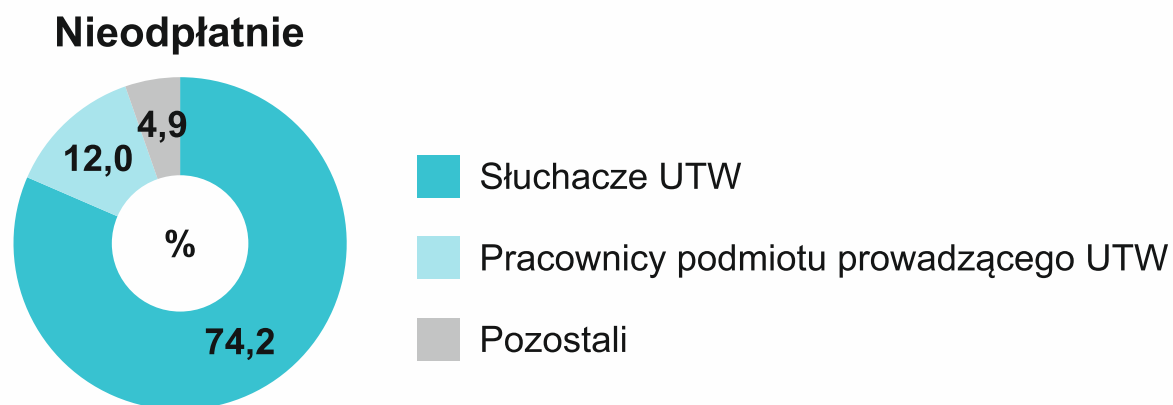 Nieodpłatnie
4,9
12,0
%
74,2
Słuchacze UTW
Pracownicy podmiotu prowadzącego UTW
Pozostali